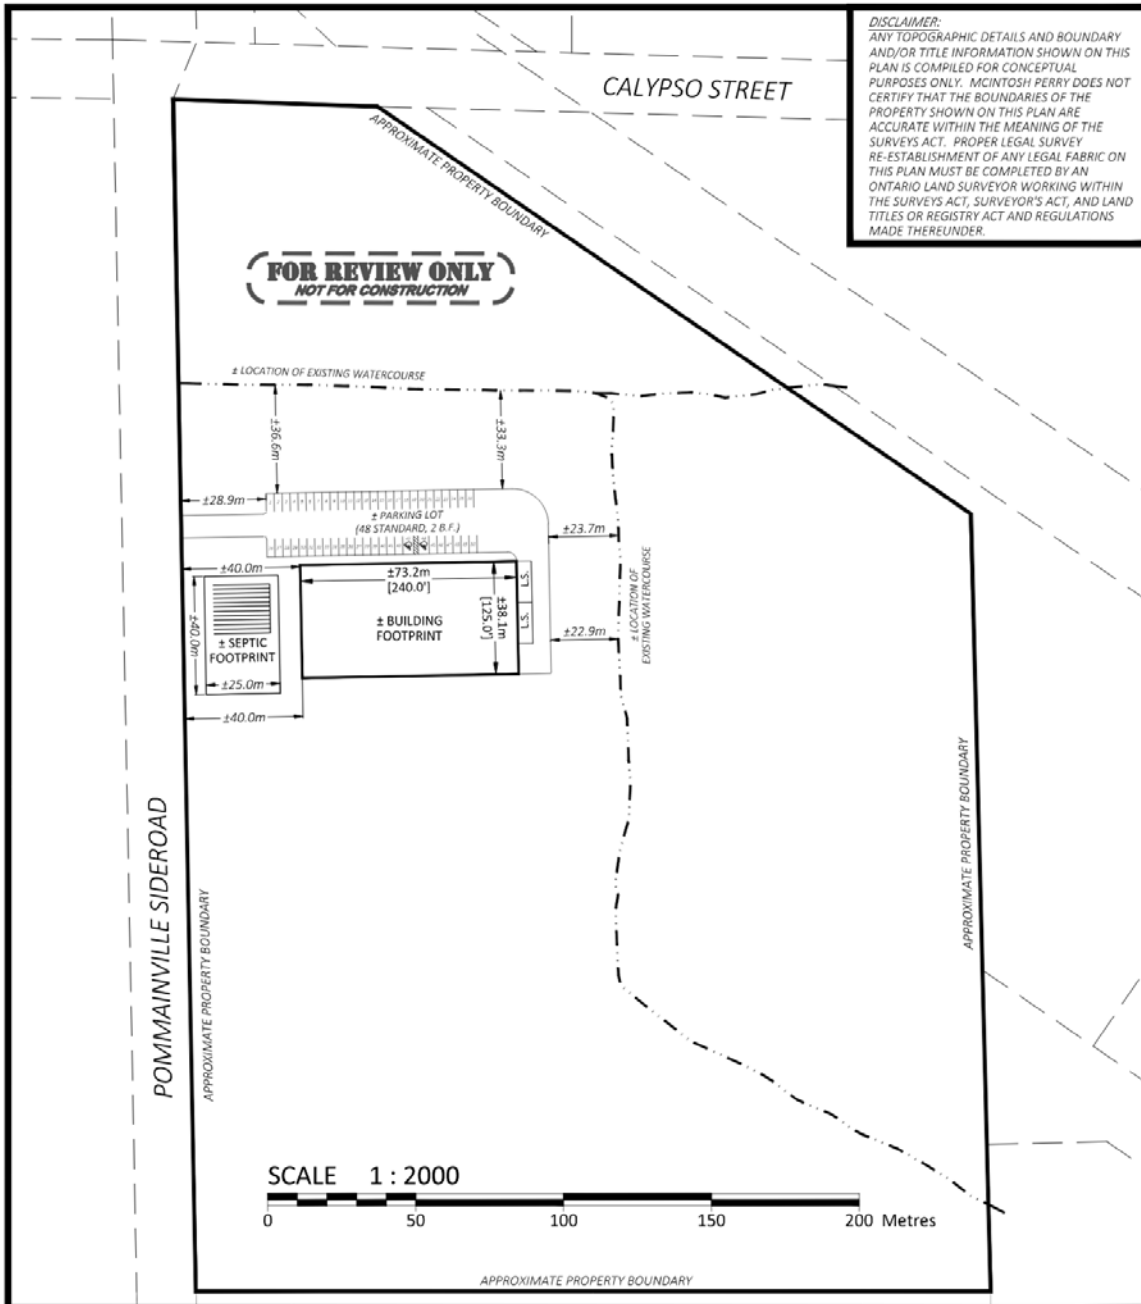 DISCLAIMER:
ANY TOPOGRAPHIC DETAILS AND BOUNDARY
AND/OR TITLE INFORMATION SHOWN ON THIS
PLAN IS COMPILED FOR CONCEPTUAL
PURPOSES ONLY. MCINTOSH PERRY DOES NOT
CERTIFY THAT THE BOUNDARIES OF THE
PROPERTY SHOWN ON THIS PLAN ARE
ACCURATE WITHIN THE MEANING OF THE
SURVEYS ACT. PROPER LEGAL SURVEY
RE-ESTABLISHMENT OF ANY LEGAL FABRIC ON
THIS PLAN MUST BE COMPLETED BY AN
ONTARIO LAND SURVEYOR WORKING WITHIN
THE SURVEYS ACT, SURVEYOR'S ACT, AND LAND
TITLES OR REGISTRY ACT AND REGULATIONS
MADE THEREUNDER.
CALYPSO STREET
APPROXIMATE PROPERTY BOUNDARY
FOR REVIEW ONLY
NOT FOR CONSTRUCTION
± LOCATION OF EXISTING WATERCOURSE
±36.6m
±33.3m
±28.9m
± PARKING LOT
(48 STANDARD, 2 B.F.)
±23.7m
±40.0m
±73.2m
[240.0']
±38.1m
[125.0']
L.S.
L.S.
± BUILDING
FOOTPRINT
±40.0m
± SEPTIC
FOOTPRINT
±25.0m
±22.9m
± LOCATION OF
EXISTING WATERCOURSE
±40.0m
POMMAINVILLE SIDEROAD
APPROXIMATE PROPERTY BOUNDARY
APPROXIMATE PROPERTY BOUNDARY
SCALE 1 : 2000
0 50 100 150 200 Metres
APPROXIMATE PROPERTY BOUNDARY